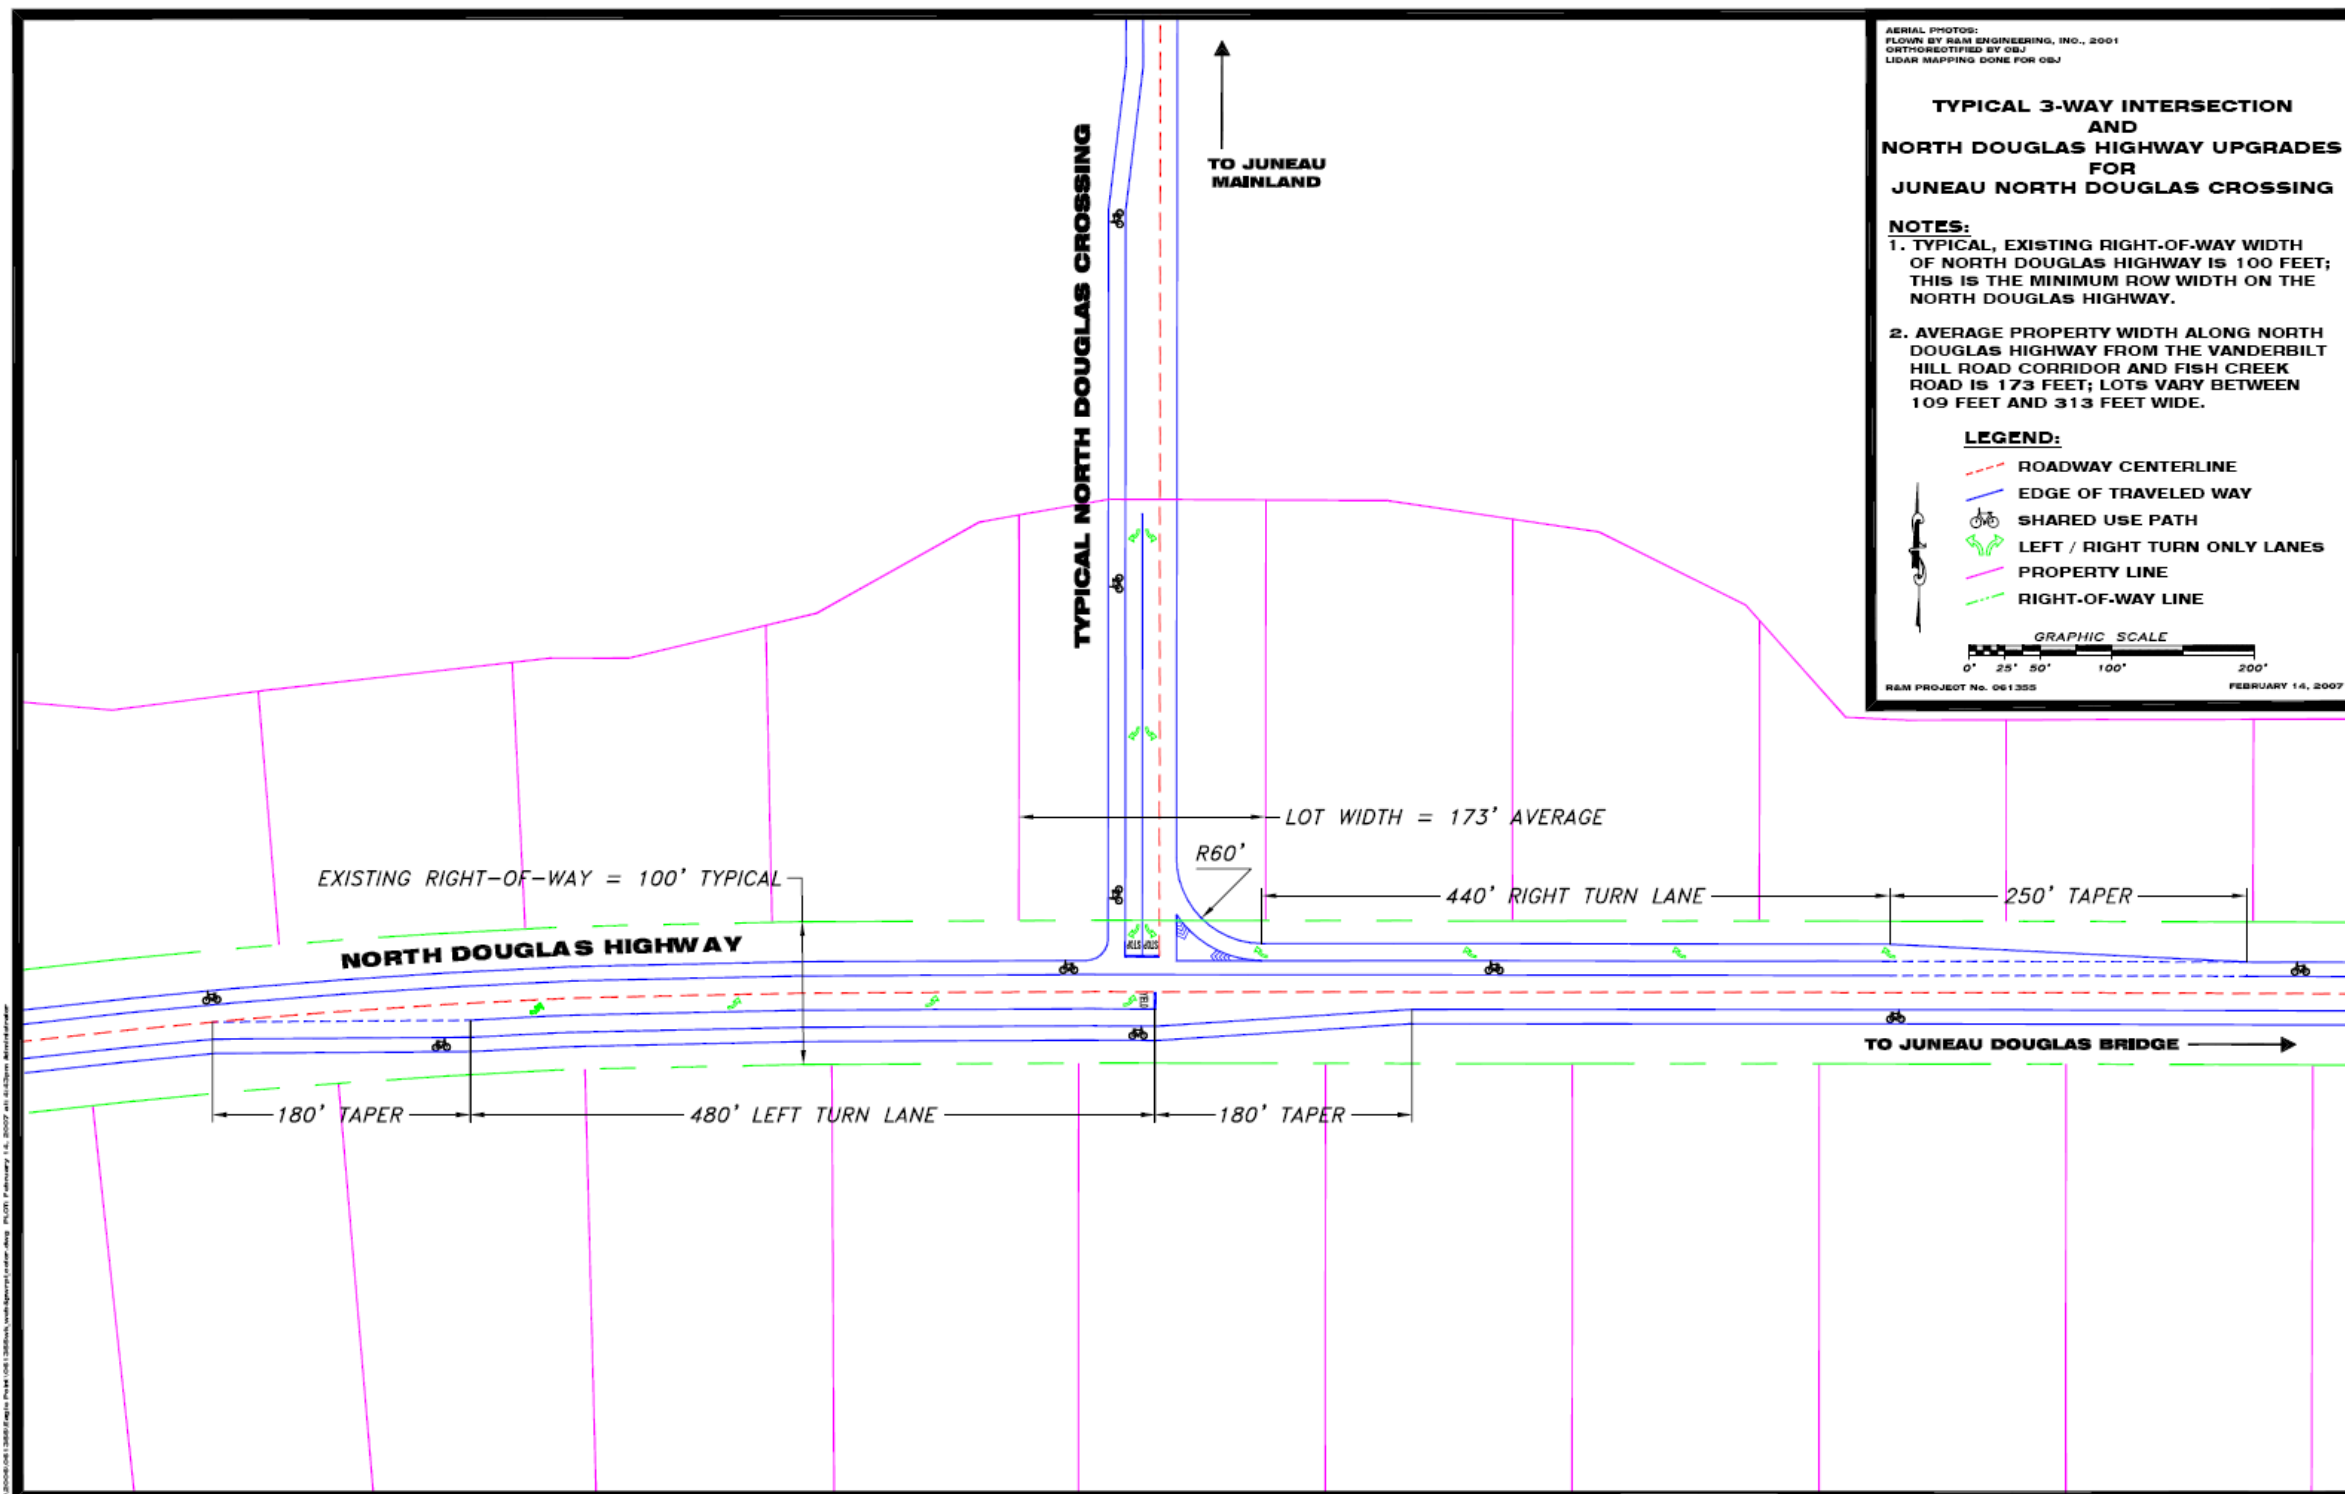 AERIAL PHOTOS:
FLOWN BY R&M ENGINEERING, INC., 2001
ORTHORECTIFIED BY CBJ
LIDAR MAPPING DONE FOR CBJ
TYPICAL 3-WAY INTERSECTION
AND
NORTH DOUGLAS HIGHWAY UPGRADES
FOR
JUNEAU NORTH DOUGLAS CROSSING
NOTES:
1. TYPICAL, EXISTING RIGHT-OF-WAY WIDTH
OF NORTH DOUGLAS HIGHWAY IS 100 FEET;
THIS IS THE MINIMUM ROW WIDTH ON THE
NORTH DOUGLAS HIGHWAY.
2. AVERAGE PROPERTY WIDTH ALONG NORTH
DOUGLAS HIGHWAY FROM THE VANDERBILT
HILL ROAD CORRIDOR AND FISH CREEK
ROAD IS 173 FEET; LOTS VARY BETWEEN
109 FEET AND 313 FEET WIDE.
LEGEND:
ROADWAY CENTERLINE
EDGE OF TRAVELED WAY
SHARED USE PATH
LEFT / RIGHT TURN ONLY LANES
PROPERTY LINE
RIGHT-OF-WAY LINE
GRAPHIC SCALE
0' 25' 50' 100' 200'
R&M PROJECT No. 061355 FEBRUARY 14, 2007
TO JUNEAU
MAINLAND
TYPICAL NORTH DOUGLAS CROSSING
LOT WIDTH = 173' AVERAGE
R60'
EXISTING RIGHT-OF-WAY = 100' TYPICAL
440' RIGHT TURN LANE
250' TAPER
NORTH DOUGLAS HIGHWAY
STOP STOP
YIELD
TO JUNEAU DOUGLAS BRIDGE
180' TAPER
480' LEFT TURN LANE
180' TAPER